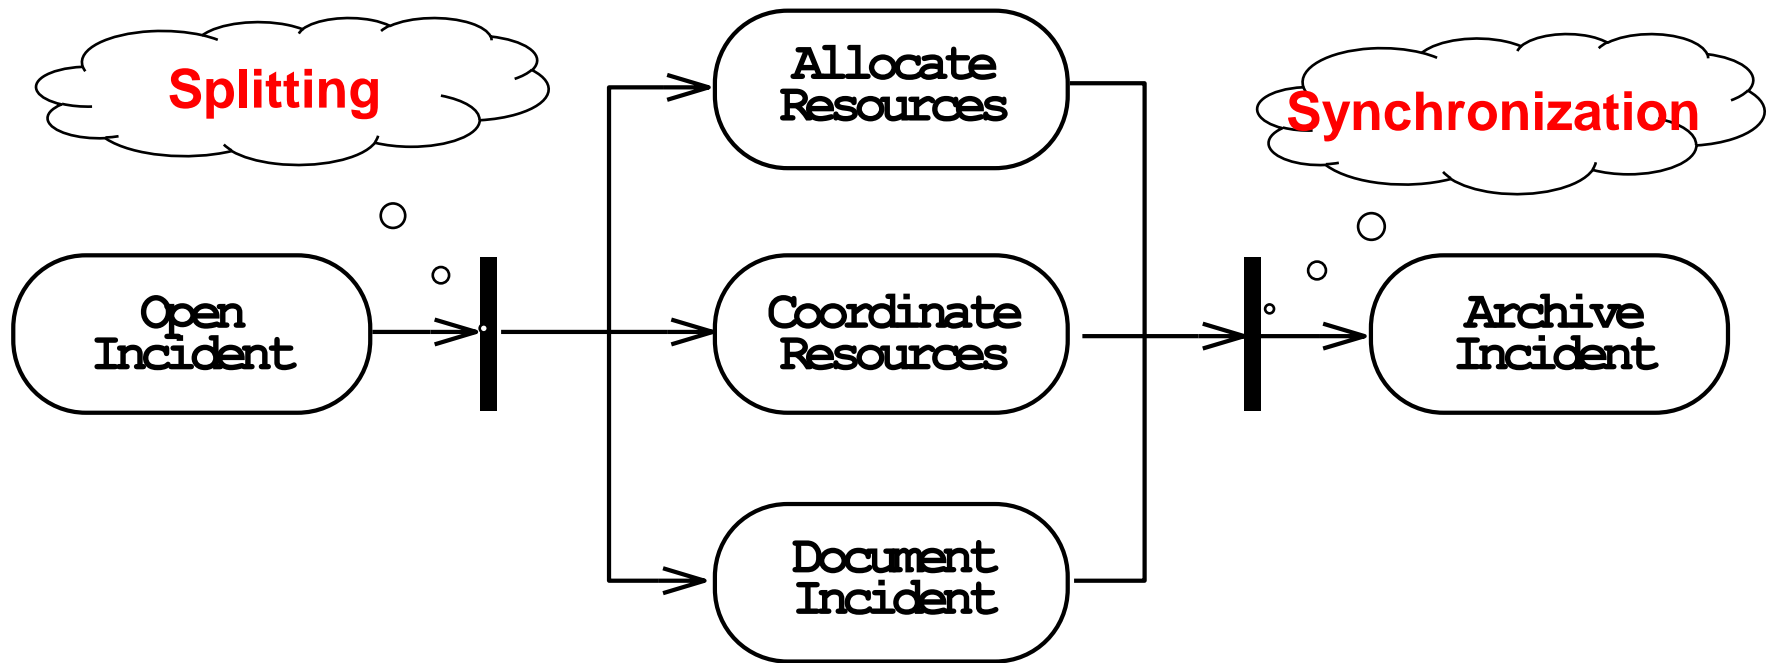 Splitting
Synchronization
Allocate
Resources
Open
Incident
Coordinate
Resources
Archive
Incident
Document
Incident